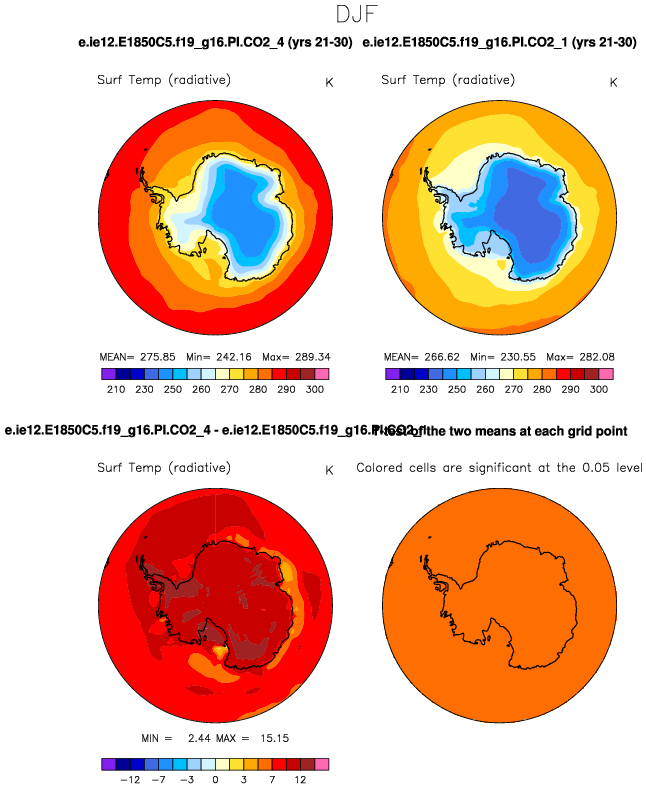 DJF
e.ie12.E1850C5.f19_g16.PI.CO2_4 (yrs 21-30) e.ie12.E1850C5.f19_g16.PI.CO2_1 (yrs 21-30)
Surf Temp (radiative) K Surf Temp (radiative) K
MEAN= 275.85 Min= 242.16 Max= 289.34 MEAN= 266.62 Min= 230.55 Max= 282.08
210 230 250 260 270 280 290 300 210 230 250 260 270 280 290 300
e.ie12.E1850C5.f19_g16.PI.CO2_4 - e.ie12.E1850C5.f19_g16.PI.CO2_1 of the two means at each grid point
Surf Temp (radiative) K Colored cells are significant at the 0.05 level
MIN = 2.44 MAX = 15.15
-12 -7 -3 0 3 7 12